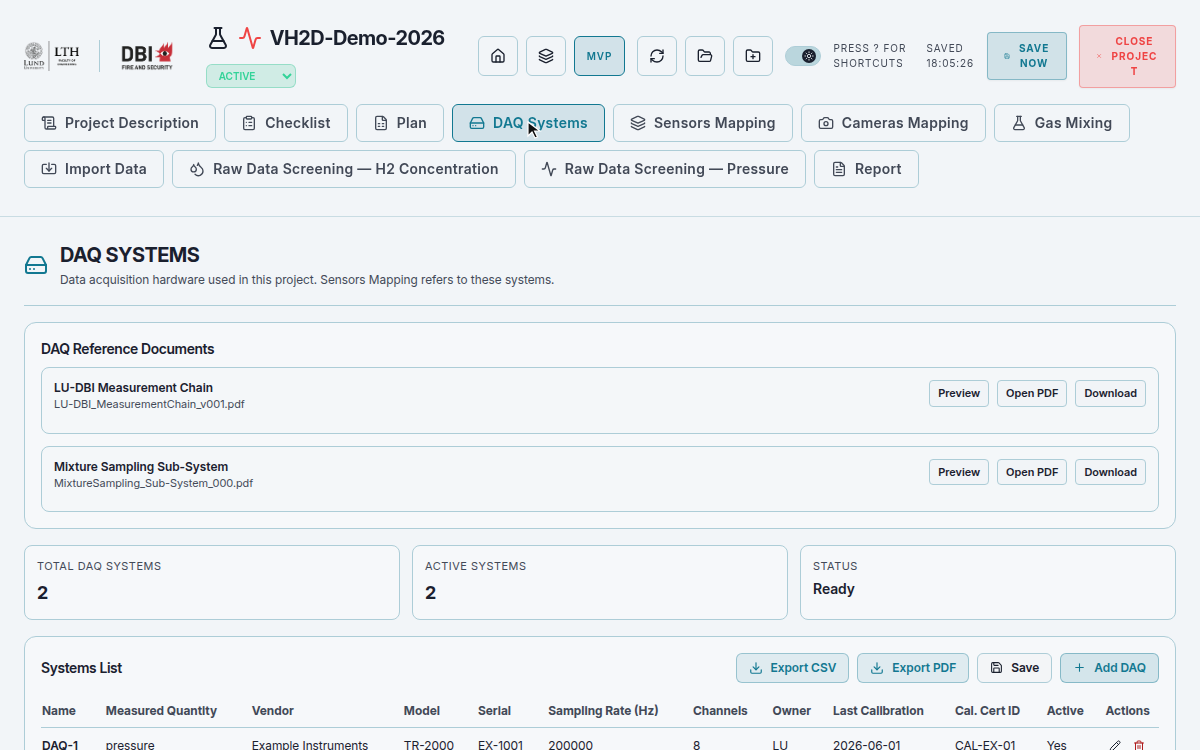 LUND
LTH
DBI
FIRE AND SECURITY
VH2D-Demo-2026
ACTIVE
MVP
PRESS ? FOR
SHORTCUTS
SAVED
18:05:26
SAVE
NOW
CLOSE
PROJEC
T
Project Description
Checklist
Plan
DAQ Systems
Sensors Mapping
Cameras Mapping
Gas Mixing
Import Data
Raw Data Screening — H2 Concentration
Raw Data Screening — Pressure
Report
DAQ SYSTEMS
Data acquisition hardware used in this project. Sensors Mapping refers to these systems.
DAQ Reference Documents
LU-DBI Measurement Chain
LU-DBI_MeasurementChain_v001.pdf
Preview
Open PDF
Download
Mixture Sampling Sub-System
MixtureSampling_Sub-System_000.pdf
Preview
Open PDF
Download
TOTAL DAQ SYSTEMS
2
ACTIVE SYSTEMS
2
STATUS
Ready
Systems List
Export CSV
Export PDF
Save
Add DAQ
Name Measured Quantity Vendor Model Serial Sampling Rate (Hz) Channels Owner Last Calibration Cal. Cert ID Active Actions
DAQ-1 pressure Example Instruments TR-2000 EX-1001 200000 8 LU 2026-06-01 CAL-EX-01 Yes